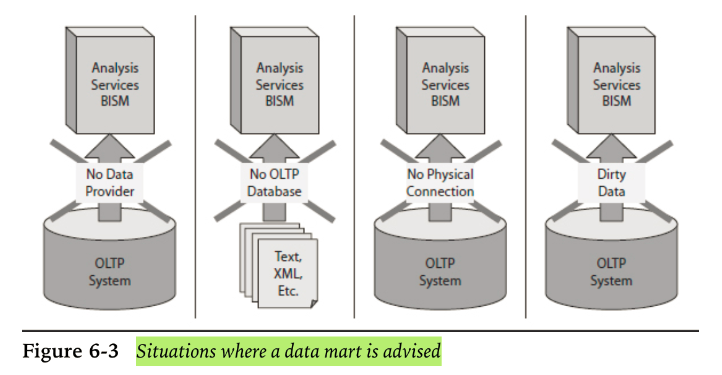 Analysis
Services
BISM
No Data
Provider
OLTP
System
Analysis
Services
BISM
No OLTP
Database
Text,
XML,
Etc.
Analysis
Services
BISM
No Physical
Connection
OLTP
System
Analysis
Services
BISM
Dirty
Data
OLTP
System
Figure 6-3 Situations where a data mart is advised